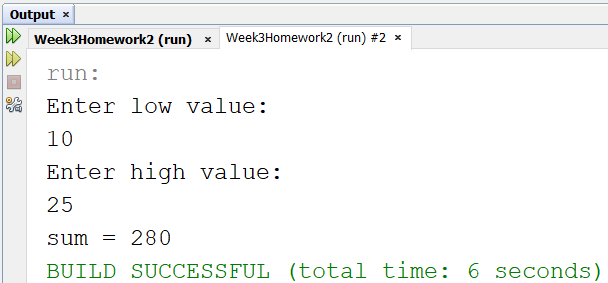 Output ×
Week3Homework2 (run) × Week3Homework2 (run) #2 ×
run:
Enter low value:
10
Enter high value:
25
sum = 280
BUILD SUCCESSFUL (total time: 6 seconds)